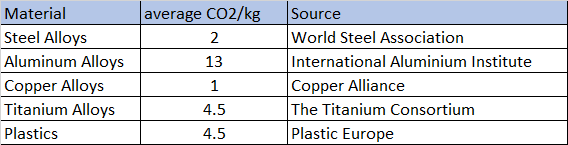 Material average CO2/kg Source
Steel Alloys 2 World Steel Association
Aluminum Alloys 13 International Aluminium Institute
Copper Alloys 1 Copper Alliance
Titanium Alloys 4.5 The Titanium Consortium
Plastics 4.5 Plastic Europe